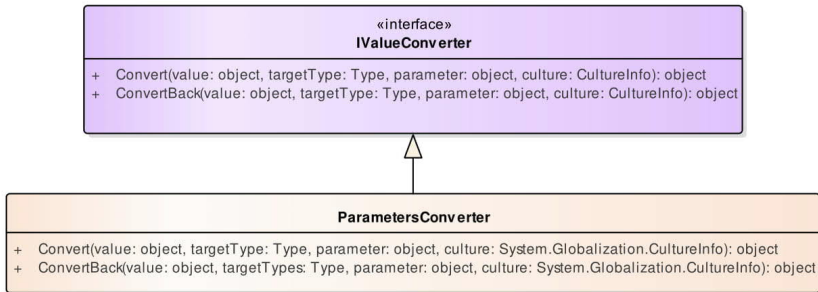 «interface»
IValueConverter
+ Convert(value: object, targetType: Type, parameter: object, culture: CultureInfo): object
+ ConvertBack(value: object, targetType: Type, parameter: object, culture: CultureInfo): object
ParametersConverter
+ Convert(value: object, targetType: Type, parameter: object, culture: System.Globalization.CultureInfo): object
+ ConvertBack(value: object, targetTypes: Type, parameter: object, culture: System.Globalization.CultureInfo): object